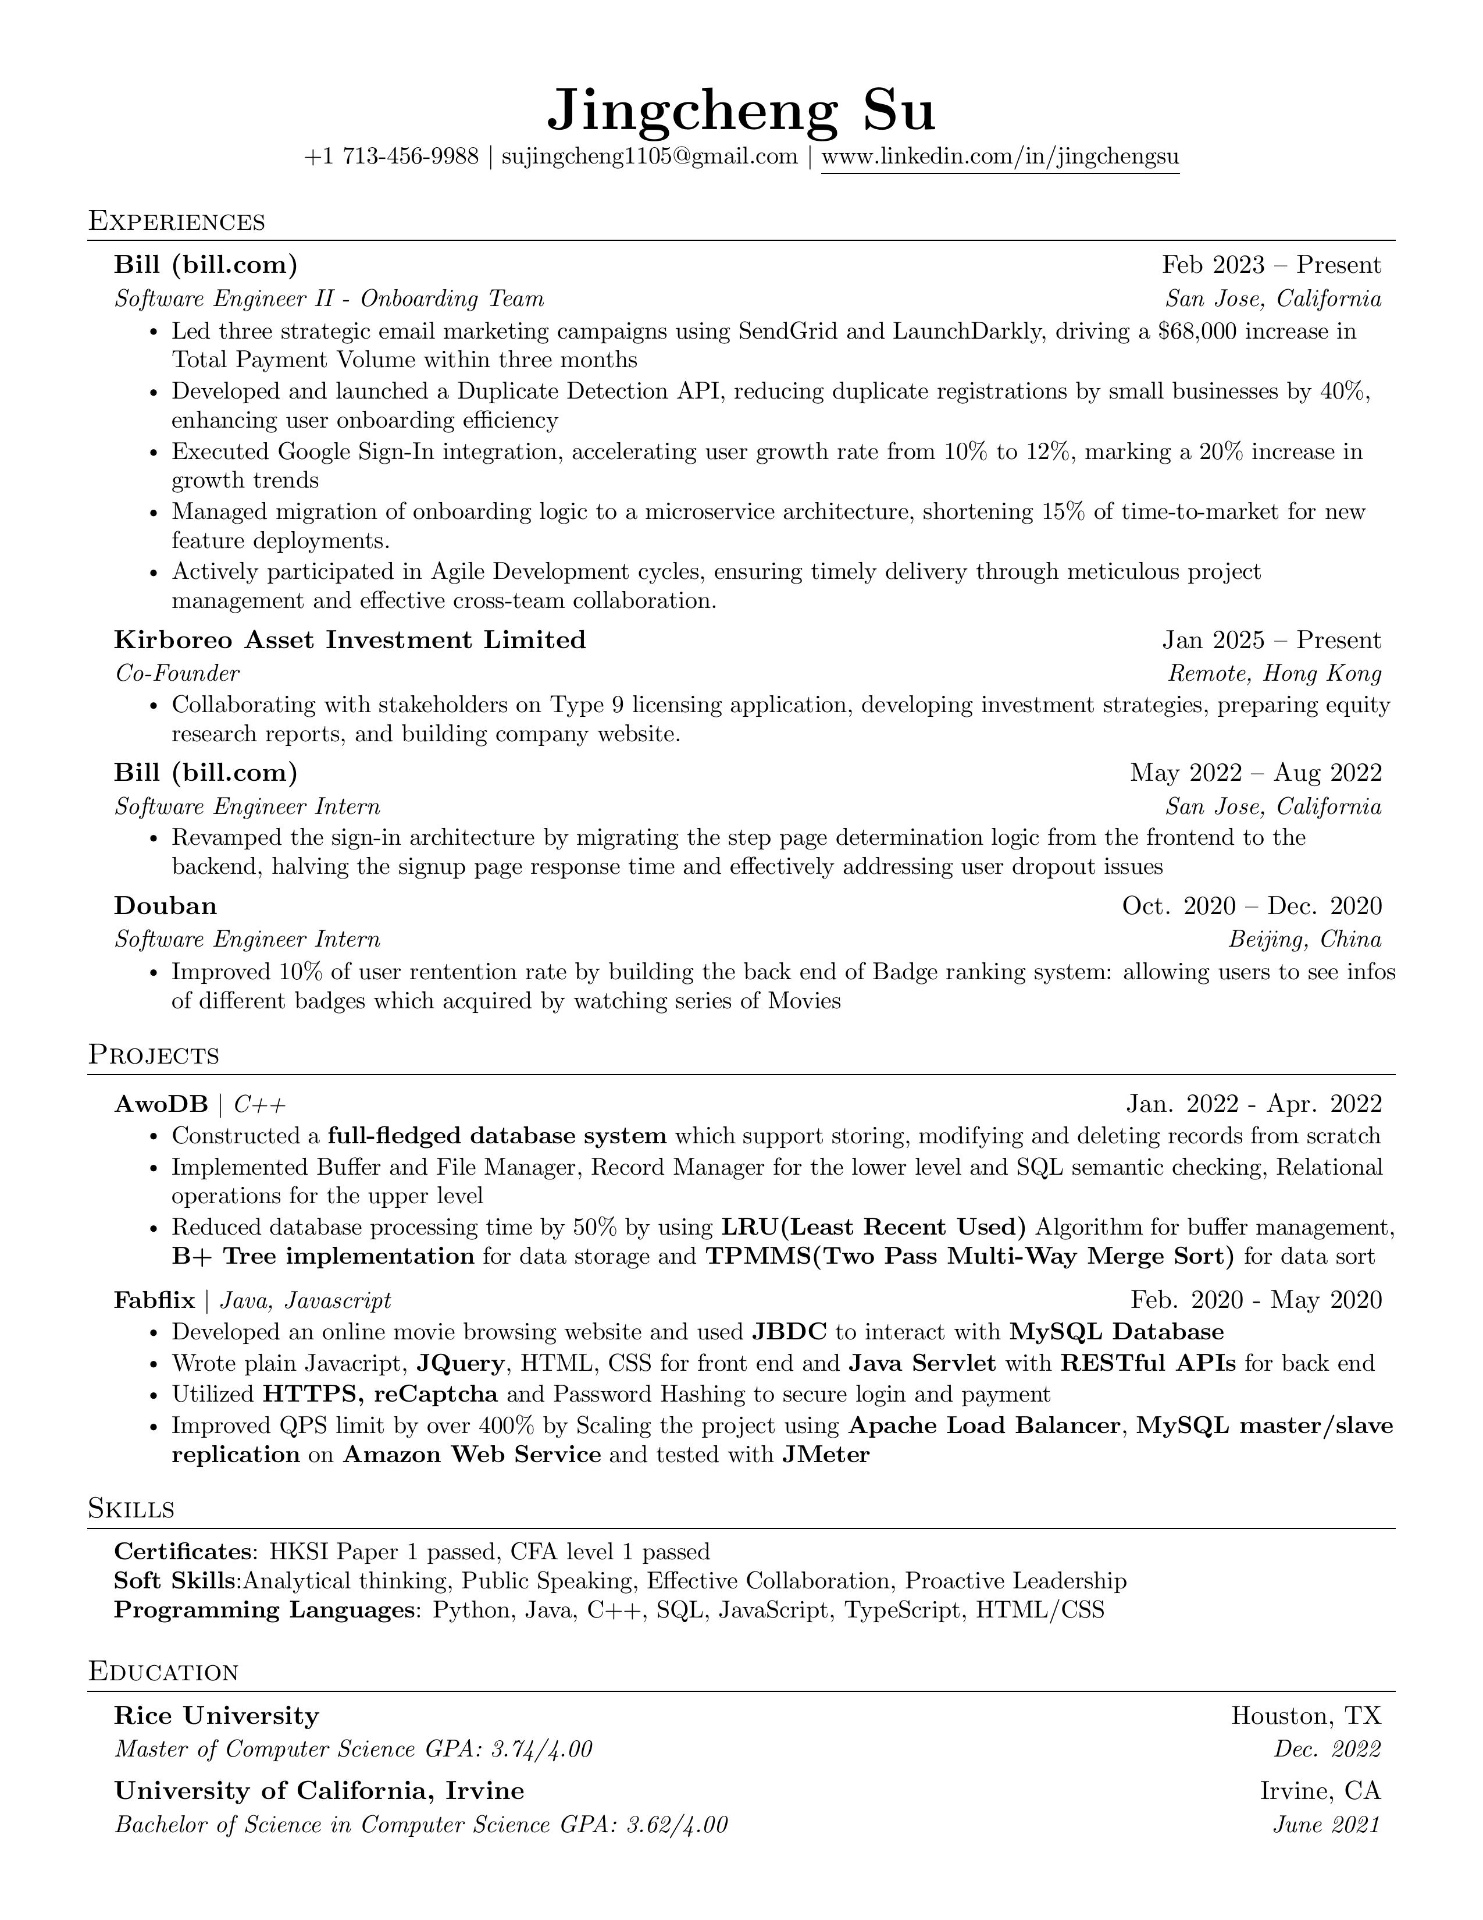 Jingcheng Su
+1 713-456-9988 | sujingcheng1105@gmail.com | www.linkedin.com/in/jingchengsu
Experiences
Bill (bill.com) Feb 2023 – Present
Software Engineer II - Onboarding Team San Jose, California
• Led three strategic email marketing campaigns using SendGrid and LaunchDarkly, driving a $68,000 increase in
Total Payment Volume within three months
• Developed and launched a Duplicate Detection API, reducing duplicate registrations by small businesses by 40%,
enhancing user onboarding efficiency
• Executed Google Sign-In integration, accelerating user growth rate from 10% to 12%, marking a 20% increase in
growth trends
• Managed migration of onboarding logic to a microservice architecture, shortening 15% of time-to-market for new
feature deployments.
• Actively participated in Agile Development cycles, ensuring timely delivery through meticulous project
management and effective cross-team collaboration.
Kirboreo Asset Investment Limited Jan 2025 – Present
Co-Founder Remote, Hong Kong
• Collaborating with stakeholders on Type 9 licensing application, developing investment strategies, preparing equity
research reports, and building company website.
Bill (bill.com) May 2022 – Aug 2022
Software Engineer Intern San Jose, California
• Revamped the sign-in architecture by migrating the step page determination logic from the frontend to the
backend, halving the signup page response time and effectively addressing user dropout issues
Douban Oct. 2020 – Dec. 2020
Software Engineer Intern Beijing, China
• Improved 10% of user rentention rate by building the back end of Badge ranking system: allowing users to see infos
of different badges which acquired by watching series of Movies
Projects
AwoDB | C++ Jan. 2022 - Apr. 2022
• Constructed a full-fledged database system which support storing, modifying and deleting records from scratch
• Implemented Buffer and File Manager, Record Manager for the lower level and SQL semantic checking, Relational
operations for the upper level
• Reduced database processing time by 50% by using LRU(Least Recent Used) Algorithm for buffer management,
B+ Tree implementation for data storage and TPMMS(Two Pass Multi-Way Merge Sort) for data sort
Fabflix | Java, Javascript Feb. 2020 - May 2020
• Developed an online movie browsing website and used JBDC to interact with MySQL Database
• Wrote plain Javacript, JQuery, HTML, CSS for front end and Java Servlet with RESTful APIs for back end
• Utilized HTTPS, reCaptcha and Password Hashing to secure login and payment
• Improved QPS limit by over 400% by Scaling the project using Apache Load Balancer, MySQL master/slave
replication on Amazon Web Service and tested with JMeter
Skills
Certificates: HKSI Paper 1 passed, CFA level 1 passed
Soft Skills:Analytical thinking, Public Speaking, Effective Collaboration, Proactive Leadership
Programming Languages: Python, Java, C++, SQL, JavaScript, TypeScript, HTML/CSS
Education
Rice University Houston, TX
Master of Computer Science GPA: 3.74/4.00 Dec. 2022
University of California, Irvine Irvine, CA
Bachelor of Science in Computer Science GPA: 3.62/4.00 June 2021